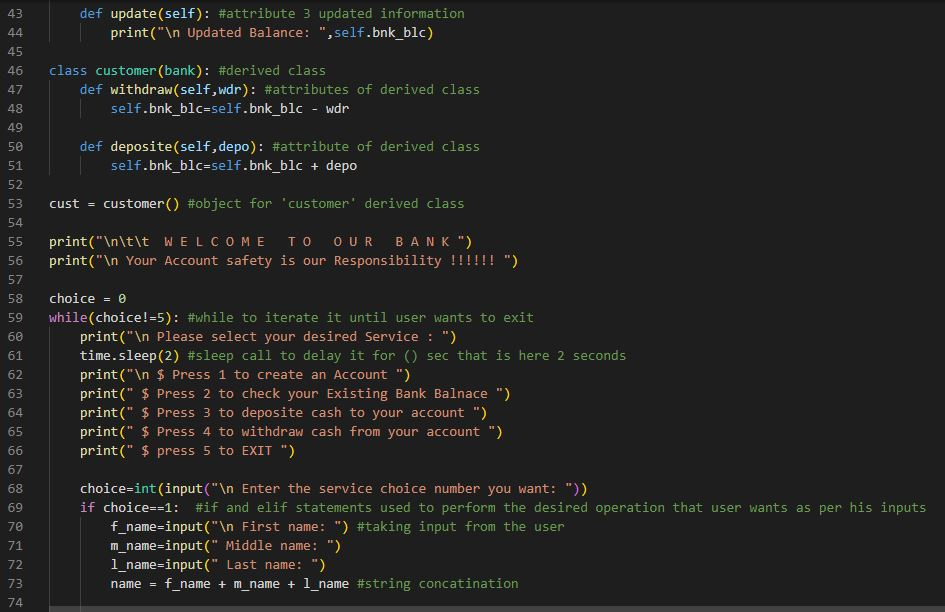 43 def update(self): #attribute 3 updated information
44 print("\n Updated Balance: ",self.bnk_blc)
45
46 class customer(bank): #derived class
47 def withdraw(self,wdr): #attributes of derived class
48 self.bnk_blc=self.bnk_blc - wdr
49
50 def deposite(self,depo): #attribute of derived class
51 self.bnk_blc=self.bnk_blc + depo
52
53 cust = customer() #object for 'customer' derived class
54
55 print("\n\t\t  W E L C O M E   T O   O U R   B A N K ")
56 print("\n Your Account safety is our Responsibility !!!!!! ")
57
58 choice = 0
59 while(choice!=5): #while to iterate it until user wants to exit
60 print("\n Please select your desired Service : ")
61 time.sleep(2) #sleep call to delay it for () sec that is here 2 seconds
62 print("\n $ Press 1 to create an Account ")
63 print(" $ Press 2 to check your Existing Bank Balnace ")
64 print(" $ Press 3 to deposite cash to your account ")
65 print(" $ Press 4 to withdraw cash from your account ")
66 print(" $ press 5 to EXIT ")
67
68 choice=int(input("\n Enter the service choice number you want: "))
69 if choice==1:  #if and elif statements used to perform the desired operation that user wants as per his inputs
70 f_name=input("\n First name: ") #taking input from the user
71 m_name=input(" Middle name: ")
72 l_name=input(" Last name: ")
73 name = f_name + m_name + l_name #string concatination
74